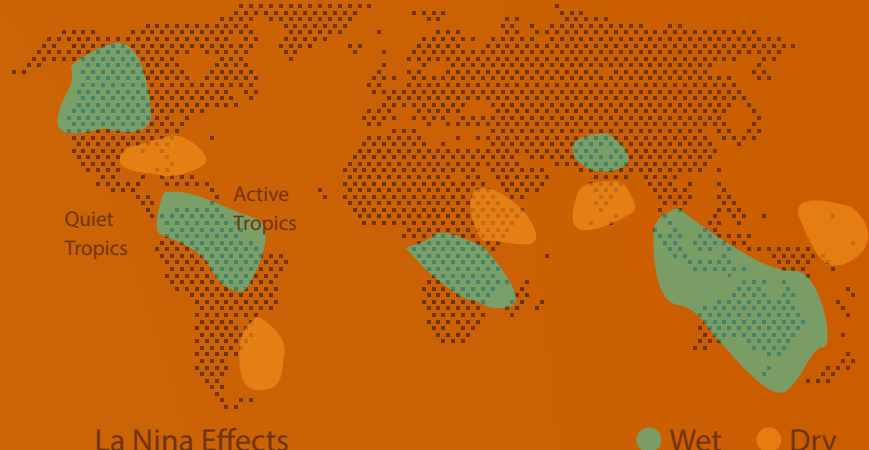 Active
Tropics
Quiet
Tropics
La Nina Effects
Wet
Dry